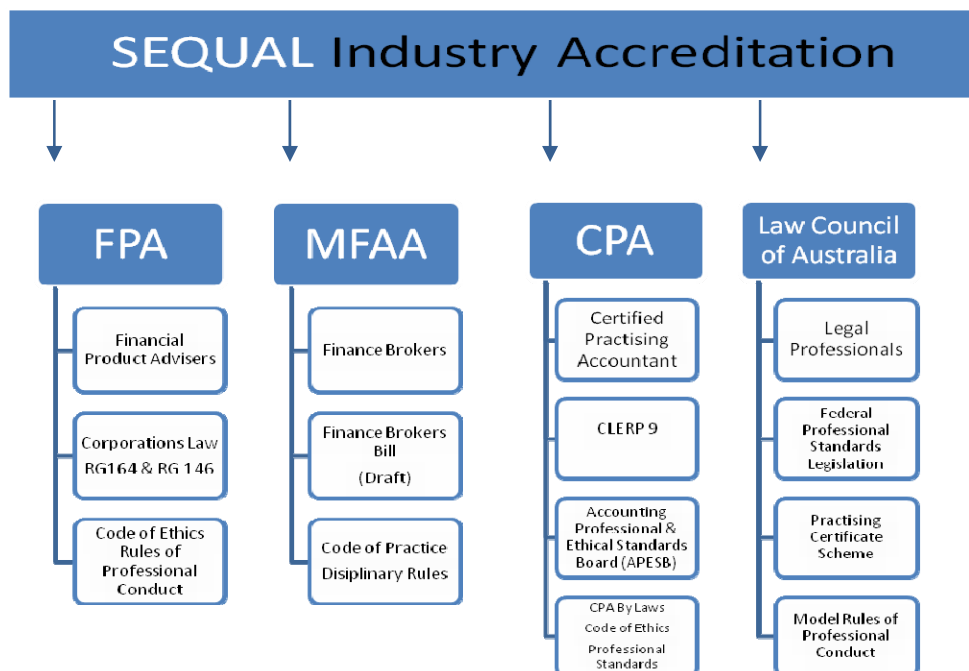 SEQUAL Industry Accreditation
FPA
Financial
Product Advisers
Corporations Law
RG164 & RG 146
Code of Ethics
Rules of
Professional
Conduct
MFAA
Finance Brokers
Finance Brokers
Bill
(Draft)
Code of Practice
Disiplinary Rules
CPA
Certified
Practising
Accountant
CLERP 9
Accounting
Professional &
Ethical Standards
Board (APESB)
CPA By Laws
Code of Ethics
Professional
Standards
Law Council
of Australia
Legal
Professionals
Federal
Professional
Standards
Legislation
Practising
Certificate
Scheme
Model Rules of
Professional
Conduct